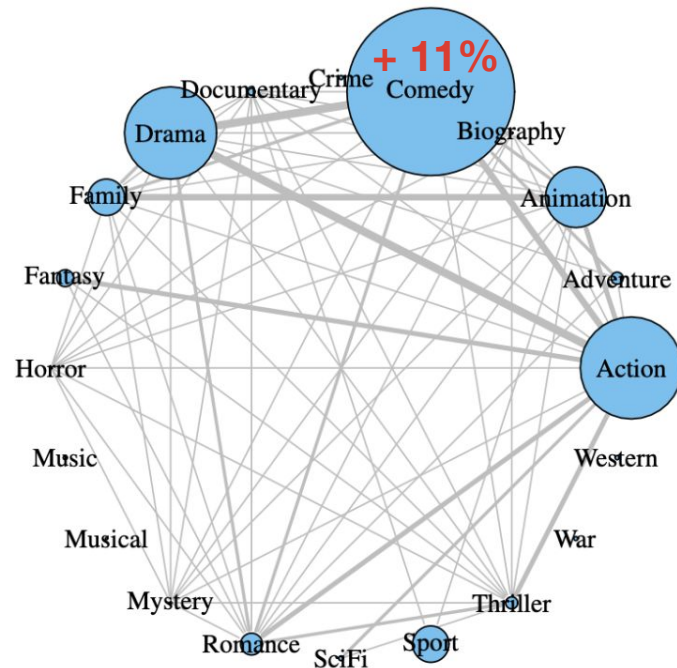 + 11%
Crime
Documentary
Comedy
Drama
Biography
Family
Animation
Fantasy
Adventure
Horror
Action
Music
Western
Musical
War
Mystery
Thriller
Romance
Sport
SciFi